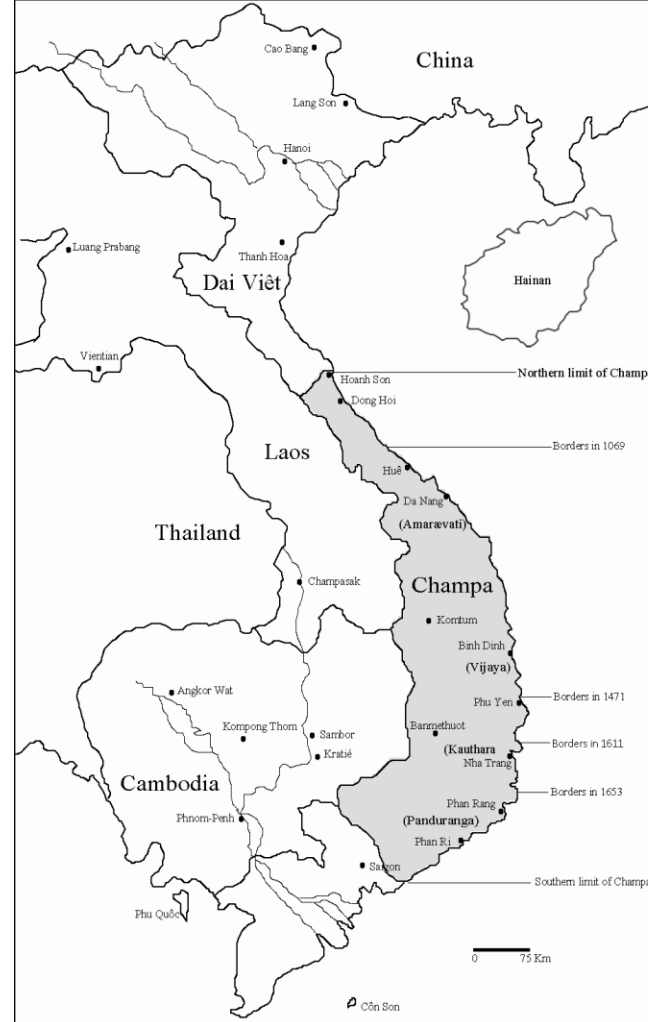 Cao Bang
China
Lang Son
Hanoi
Luang Prabang
Thanh Hoa
Dai Viêt
Hainan
Vientian
Northern limit of Champ
Hoanh Son
Dong Hoi
Borders in 1069
Laos
Huê
Da Nang
(Amarævati)
Thailand
Champasak
Champa
Komtum
Binh Dinh
(Vijaya)
Angkor Wat
Phu Yen
Borders in 1471
Kompong Thom
Sambor
Banmethuot
Borders in 1611
(Kauthara
Kratié
Nha Trang
Cambodia
Borders in 1653
Phan Rang
Phnom-Penh
(Panduranga)
Phan Ri
Saigon
Southern limit of Champa
Phu Quôc
0 75 Km
Côn Son